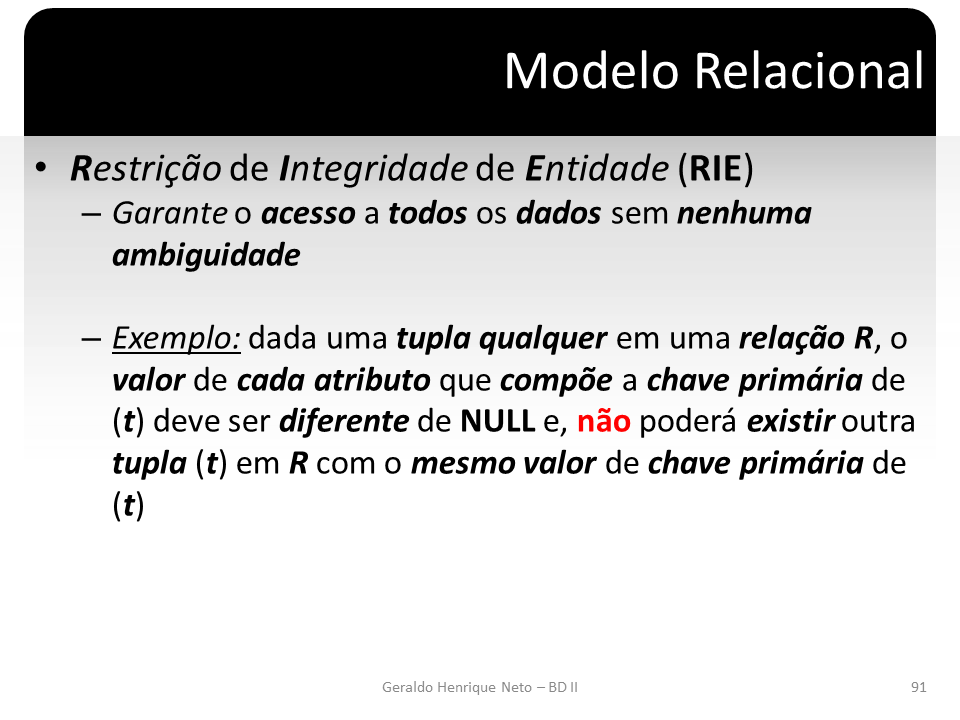 Modelo Relacional
• Restrição de Integridade de Entidade (RIE)
– Garante o acesso a todos os dados sem nenhuma
ambiguidade
– Exemplo: dada uma tupla qualquer em uma relação R, o
valor de cada atributo que compõe a chave primária de
(t) deve ser diferente de NULL e, não poderá existir outra
tupla (t) em R com o mesmo valor de chave primária de
(t)
Geraldo Henrique Neto – BD II
91